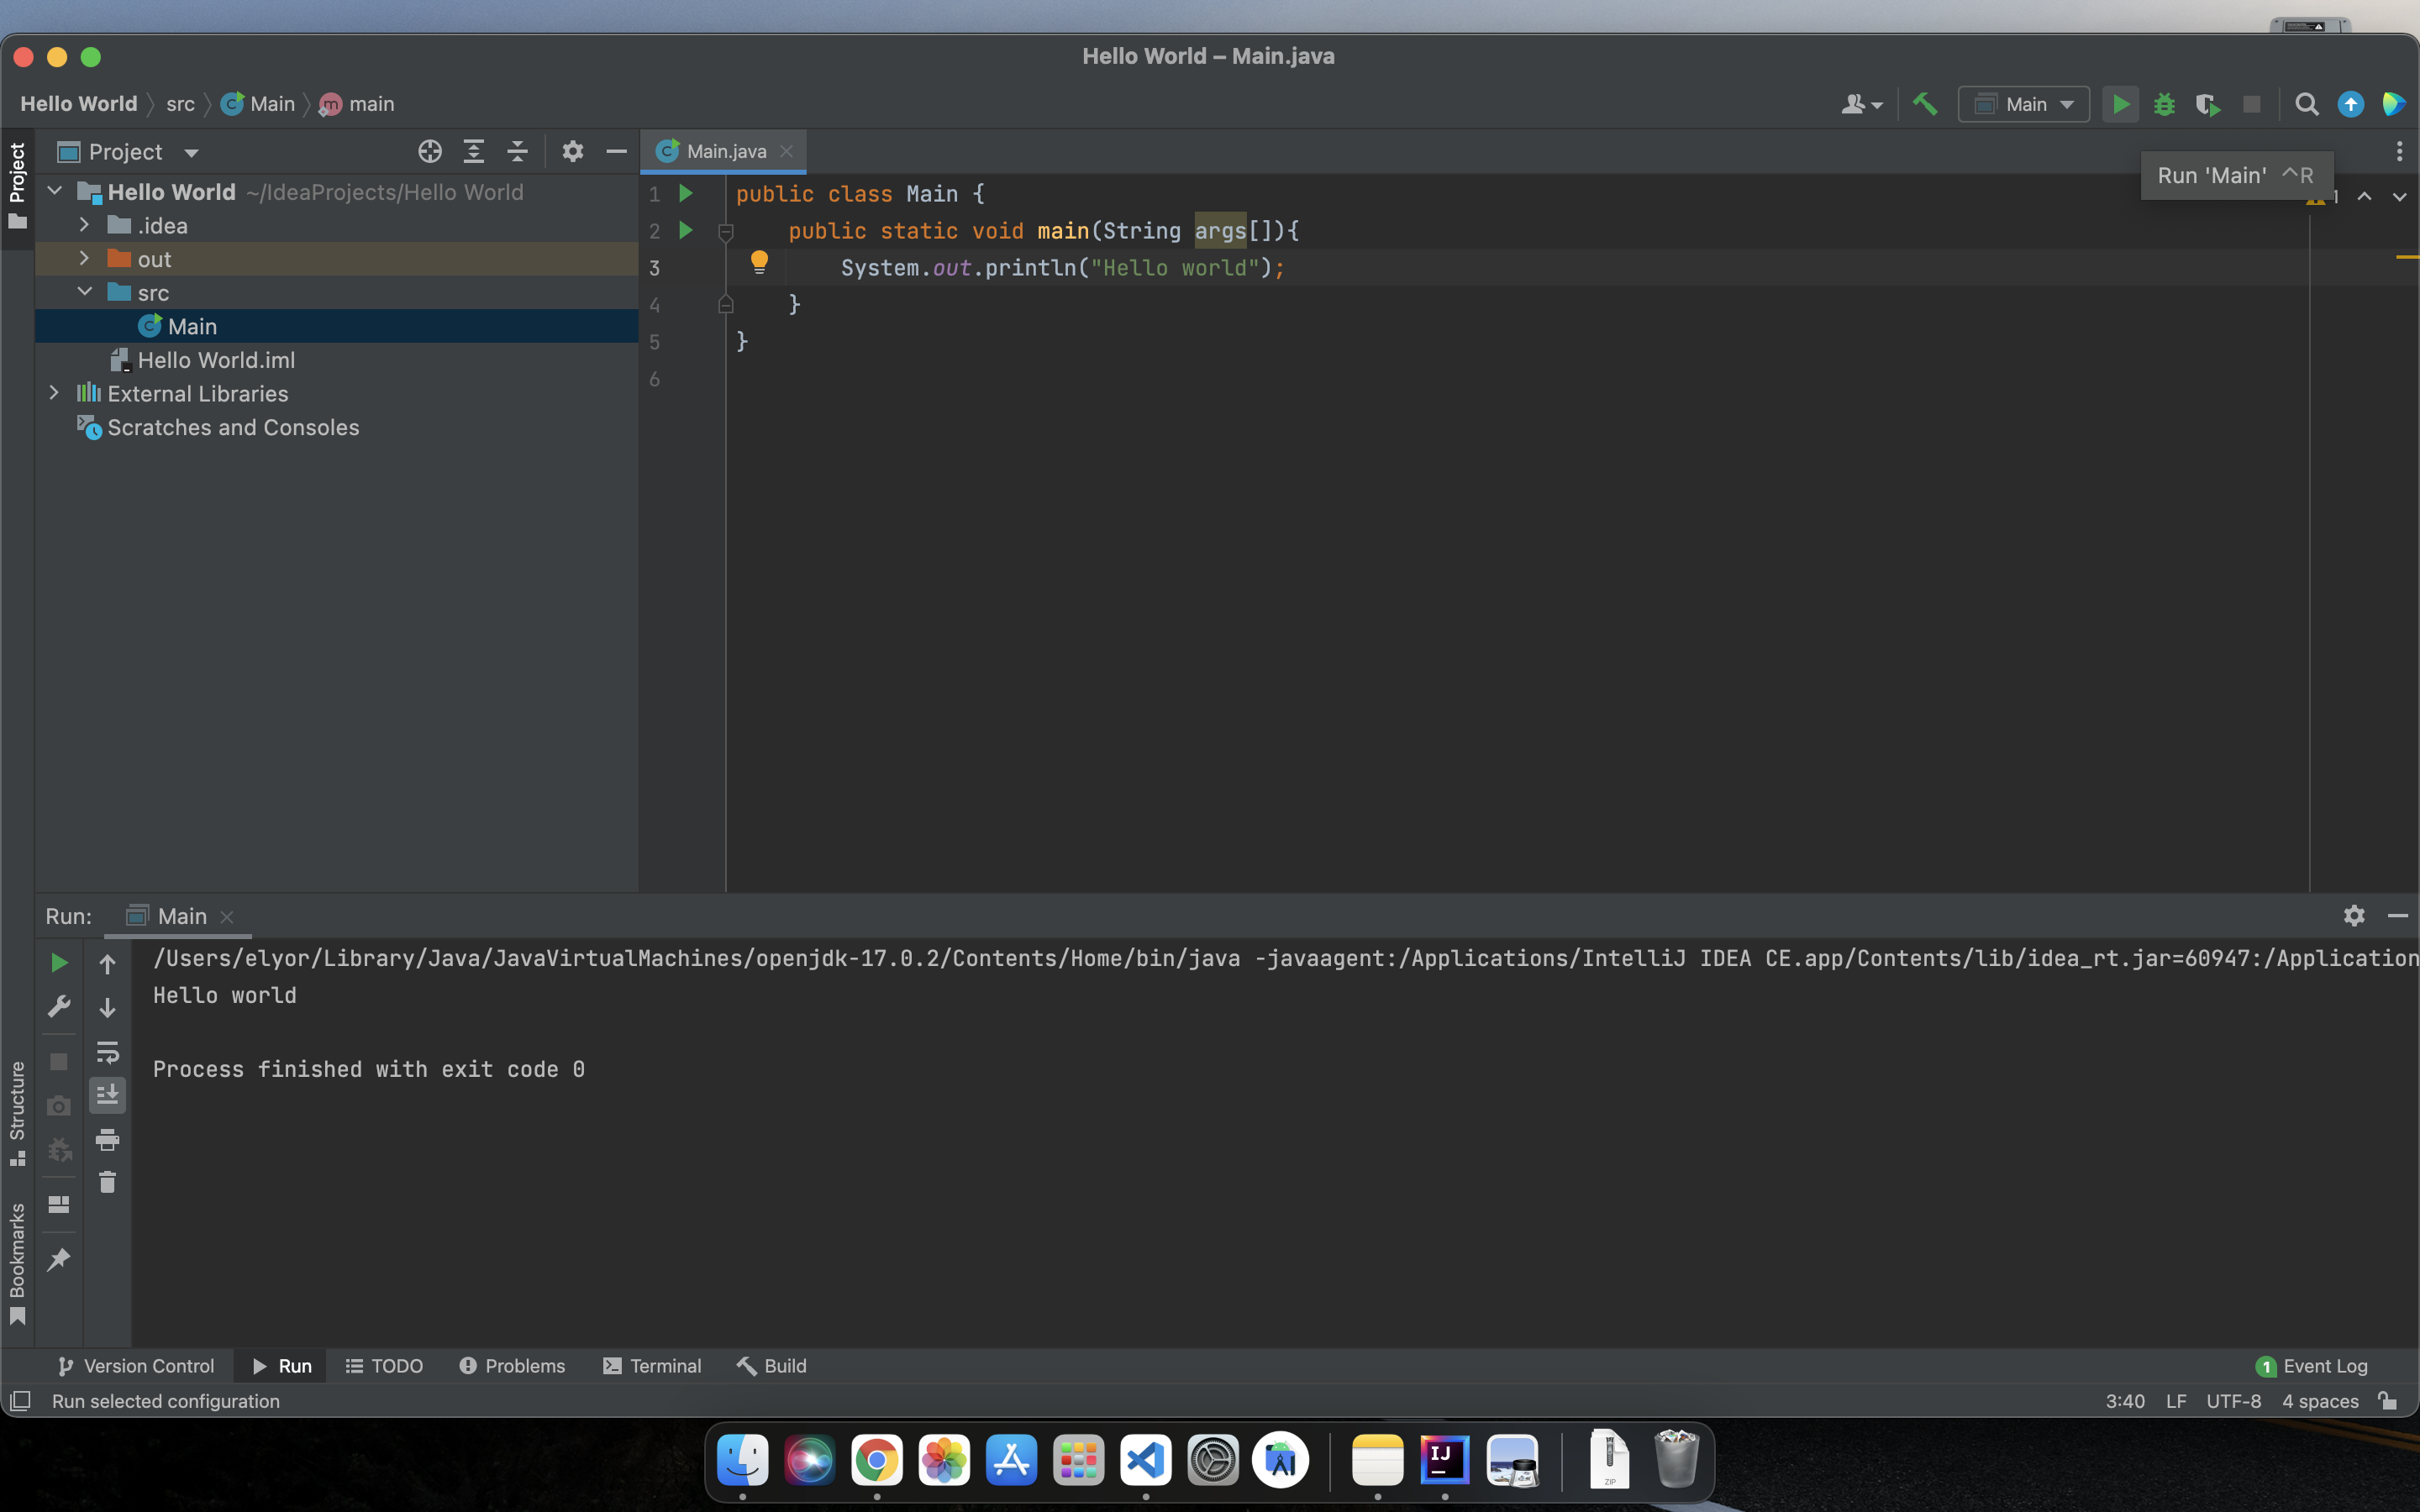 Hello World – Main.java
Hello World src Main main
Main
Project
Project
Main.java
Run 'Main' ^R
1
Hello World ~/IdeaProjects/Hello World
.idea
out
src
Main
Hello World.iml
External Libraries
Scratches and Consoles
1 public class Main {
2 public static void main(String args[]){
3 System.out.println("Hello world");
4 }
5 }
6
Run: Main
/Users/elyor/Library/Java/JavaVirtualMachines/openjdk-17.0.2/Contents/Home/bin/java -javaagent:/Applications/IntelliJ IDEA CE.app/Contents/lib/idea_rt.jar=60947:/Application
Hello world
Process finished with exit code 0
Structure
Bookmarks
Version Control Run TODO Problems Terminal Build 1 Event Log
Run selected configuration 3:40 LF UTF-8 4 spaces
IJ
ZIP